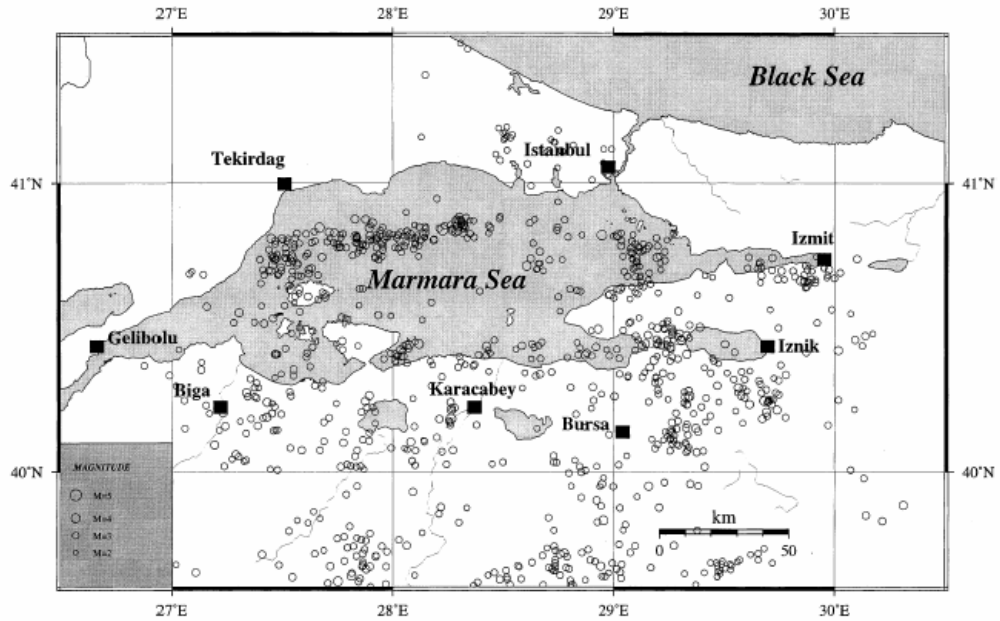 27°E 28°E 29°E 30°E
Black Sea
Tekirdag
Istanbul
41°N 41°N
Izmit
Marmara Sea
Gelibolu
Iznik
Biga
Karacabey
Bursa
40°N 40°N
MAGNITUDE
M=5
M=4
M=3
M=2
km
0 50
27°E 28°E 29°E 30°E